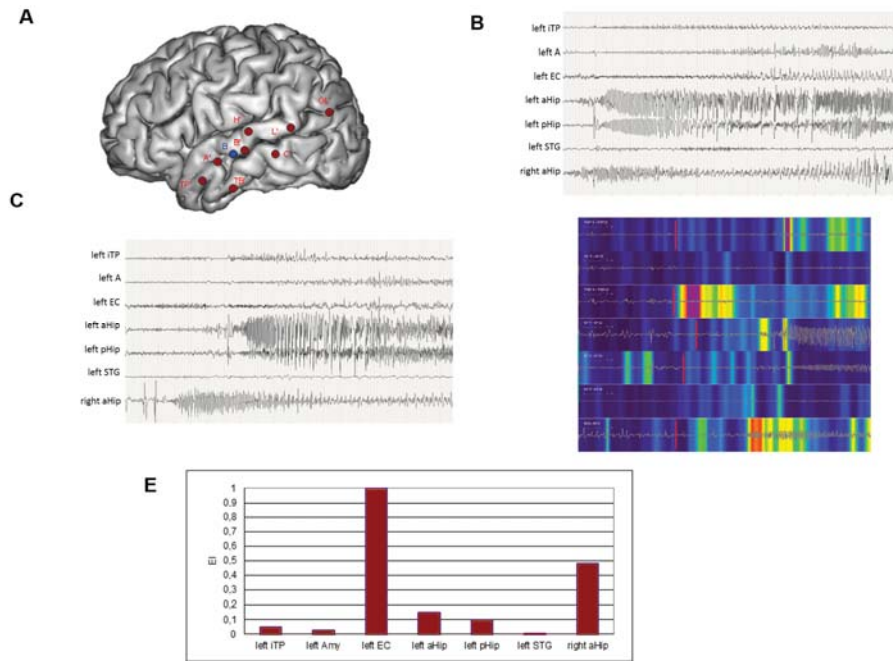 A
H'
OL
L'
B
B'
A'
C'
TP'
TB'
B
left iTP
left A
left EC
left aHip
left pHip
left STG
right aHip
C
left iTP
left A
left EC
left aHip
left pHip
left STG
right aHip
E
EI
1
0,9
0,8
0,7
0,6
0,5
0,4
0,3
0,2
0,1
0
left iTP left Amy left EC left aHip left pHip left STG right aHip